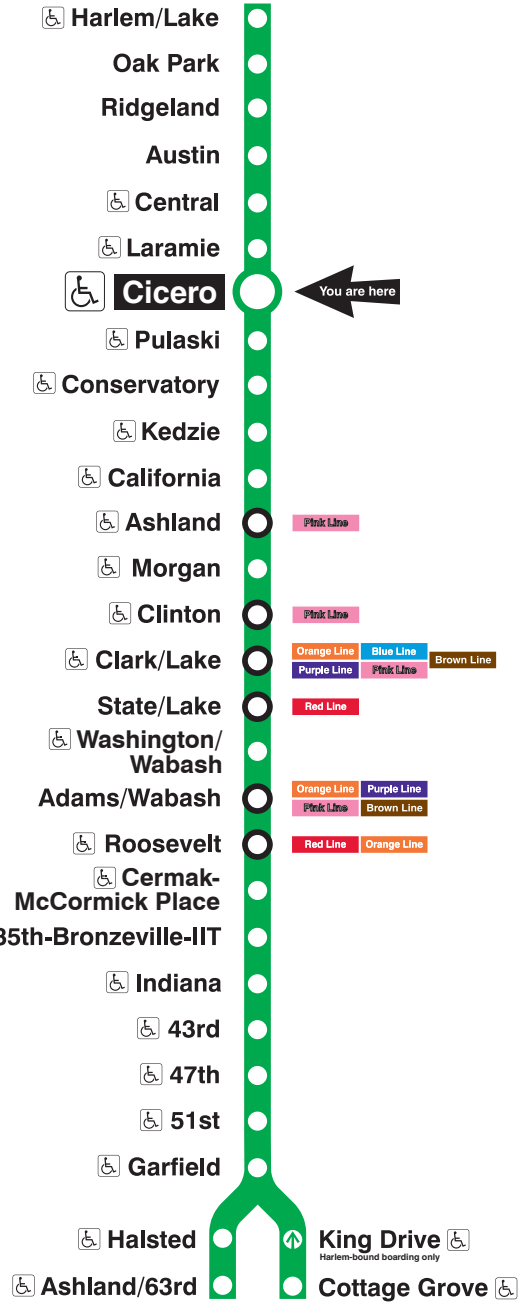 Harlem/Lake
Oak Park
Ridgeland
Austin
Central
Laramie
Cicero
You are here
Pulaski
Conservatory
Kedzie
California
Ashland
Pink Line
Morgan
Clinton
Pink Line
Clark/Lake
Orange Line Blue Line
Brown Line
Purple Line Pink Line
State/Lake
Red Line
Washington/
Wabash
Adams/Wabash
Orange Line Purple Line
Pink Line Brown Line
Roosevelt
Red Line Orange Line
Cermak-
McCormick Place
35th-Bronzeville-IIT
Indiana
43rd
47th
51st
Garfield
Halsted
King Drive
Harlem-bound boarding only
Ashland/63rd
Cottage Grove